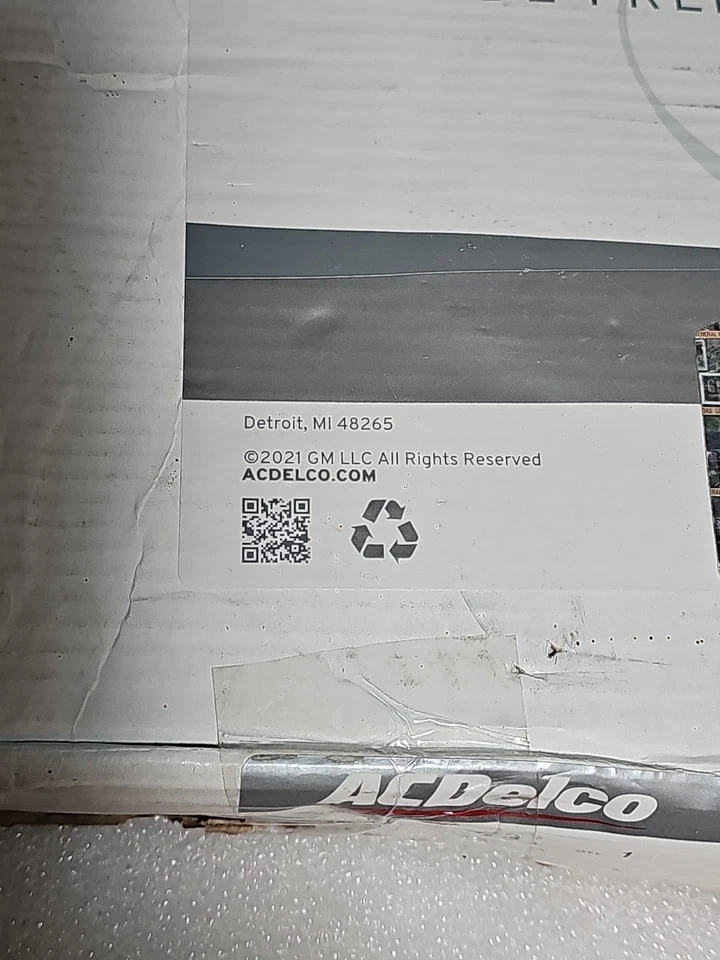 Detroit, MI 48265
©2021 GM LLC All Rights Reserved
ACDELCO.COM
ACDelco